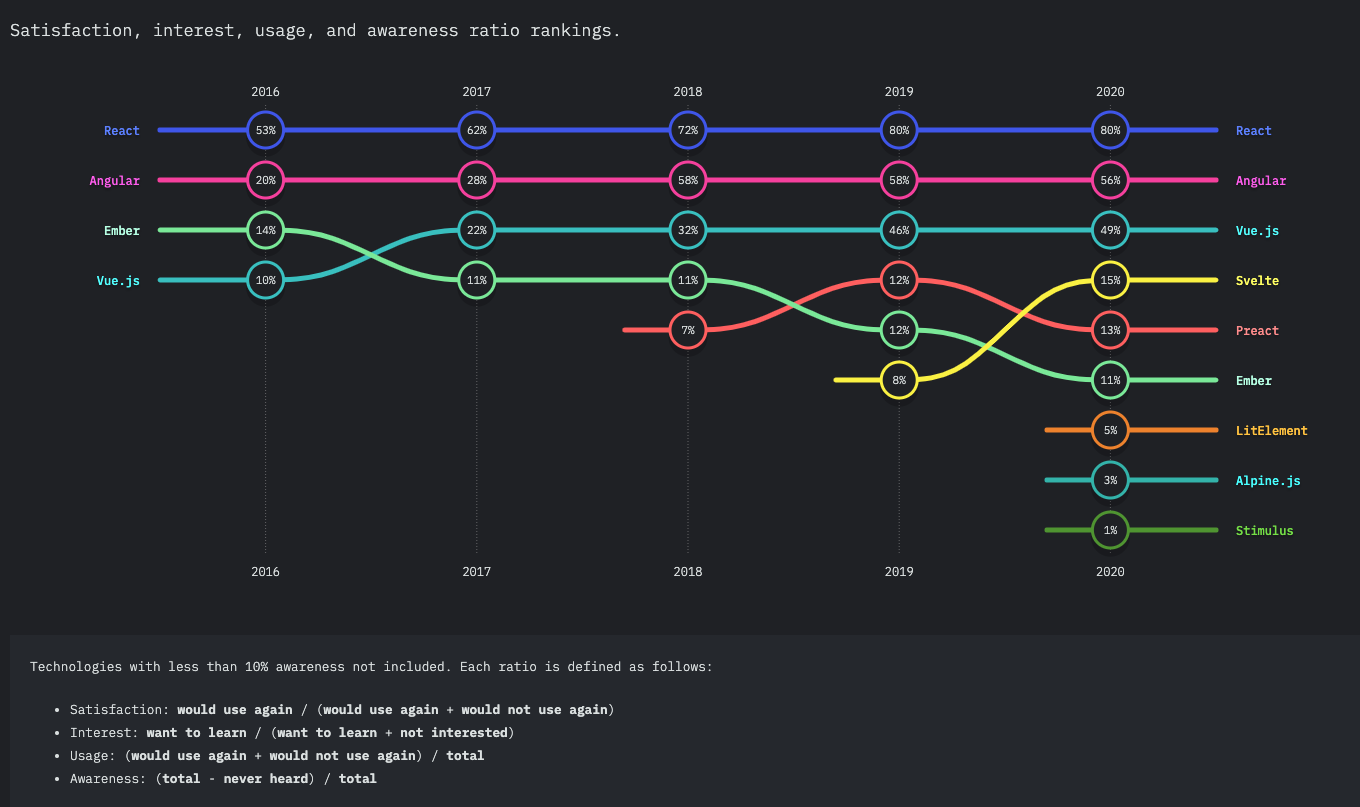 Satisfaction, interest, usage, and awareness ratio rankings.
2016 2017 2018 2019 2020
React 53% 62% 72% 80% 80% React
Angular 20% 28% 58% 58% 56% Angular
Ember 14% 22% 32% 46% 49% Vue.js
Vue.js 10% 11% 11% 12% 15% Svelte
7% 12% 13% Preact
8% 11% Ember
5% LitElement
3% Alpine.js
1% Stimulus
2016 2017 2018 2019 2020
Technologies with less than 10% awareness not included. Each ratio is defined as follows:
• Satisfaction: would use again / (would use again + would not use again)
• Interest: want to learn / (want to learn + not interested)
• Usage: (would use again + would not use again) / total
• Awareness: (total - never heard) / total